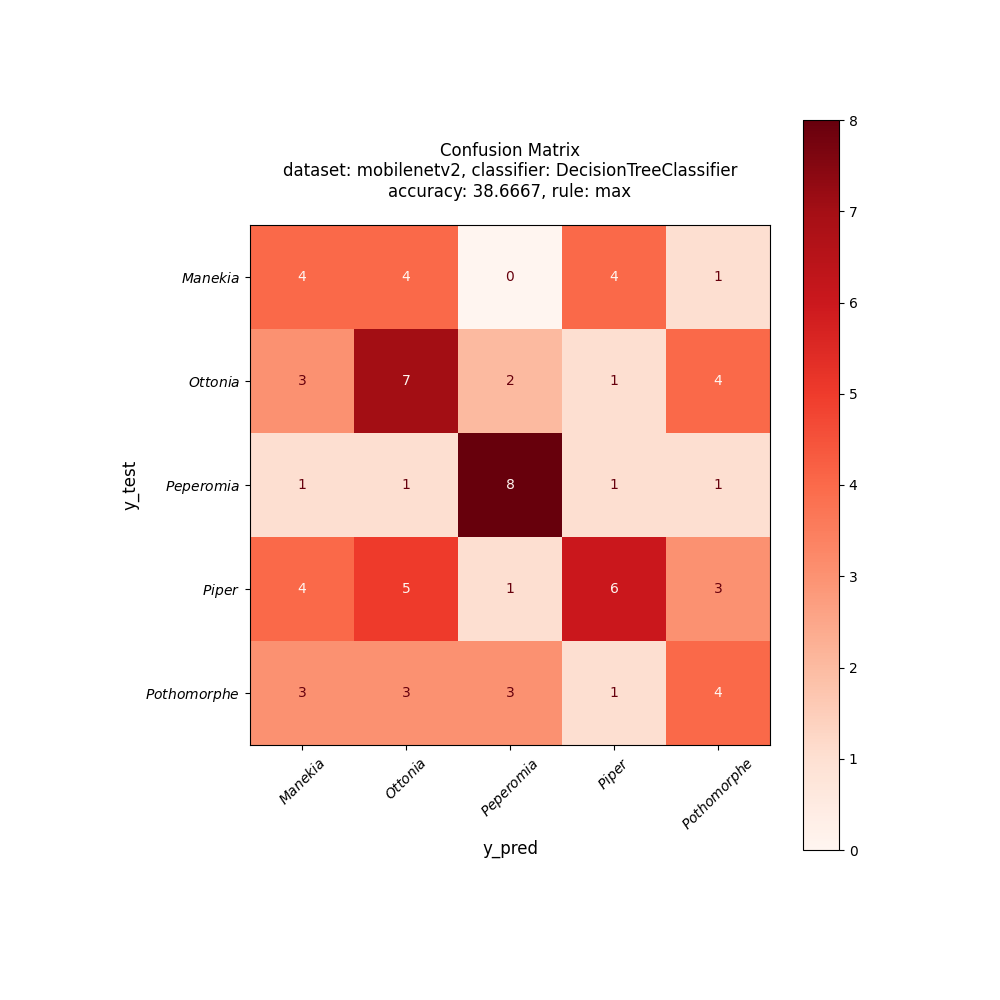 Confusion Matrix
dataset: mobilenetv2, classifier: DecisionTreeClassifier
accuracy: 38.6667, rule: max
8
7
6
5
4
3
2
1
0
y_test
Manekia 4 4 0 4 1
Ottonia 3 7 2 1 4
Peperomia 1 1 8 1 1
Piper 4 5 1 6 3
Pothomorphe 3 3 3 1 4
Manekia Ottonia Peperomia Piper Pothomorphe
y_pred